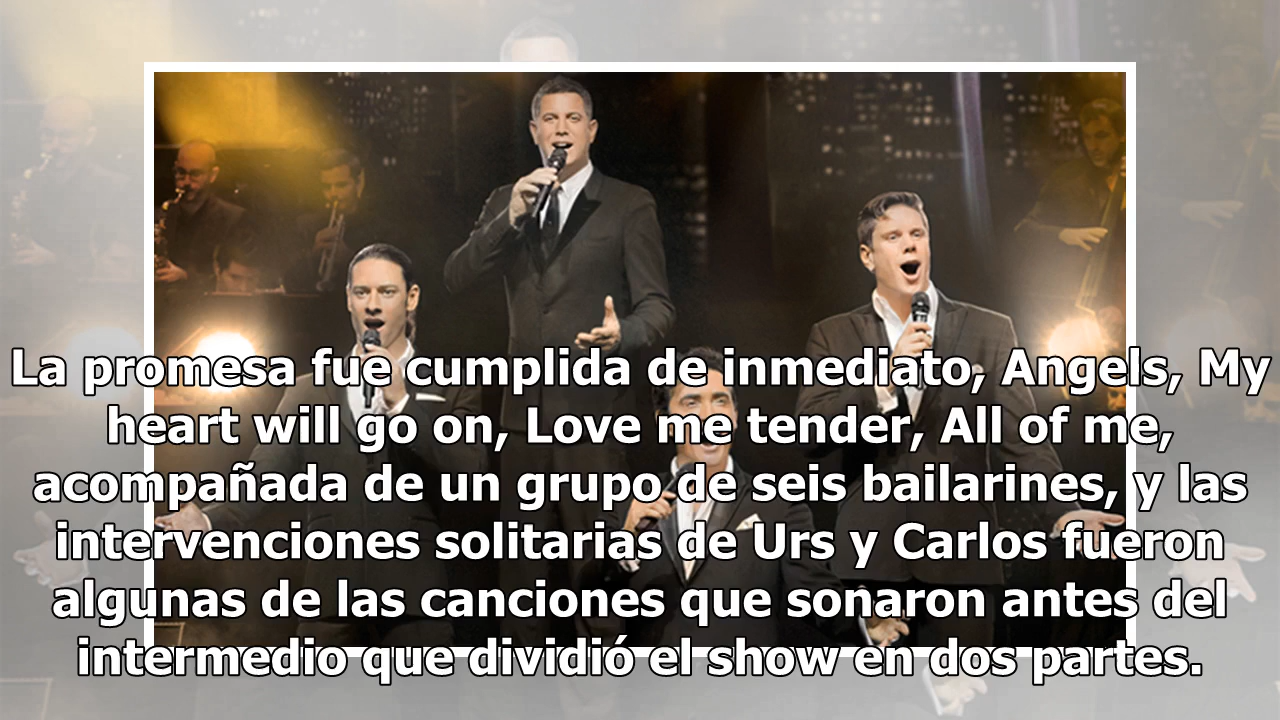 La promesa fue cumplida de inmediato, Angels, My
heart will go on, Love me tender, All of me,
acompañada de un grupo de seis bailarines, y las
intervenciones solitarias de Urs y Carlos fueron
algunas de las canciones que sonaron antes del
intermedio que dividió el show en dos partes.